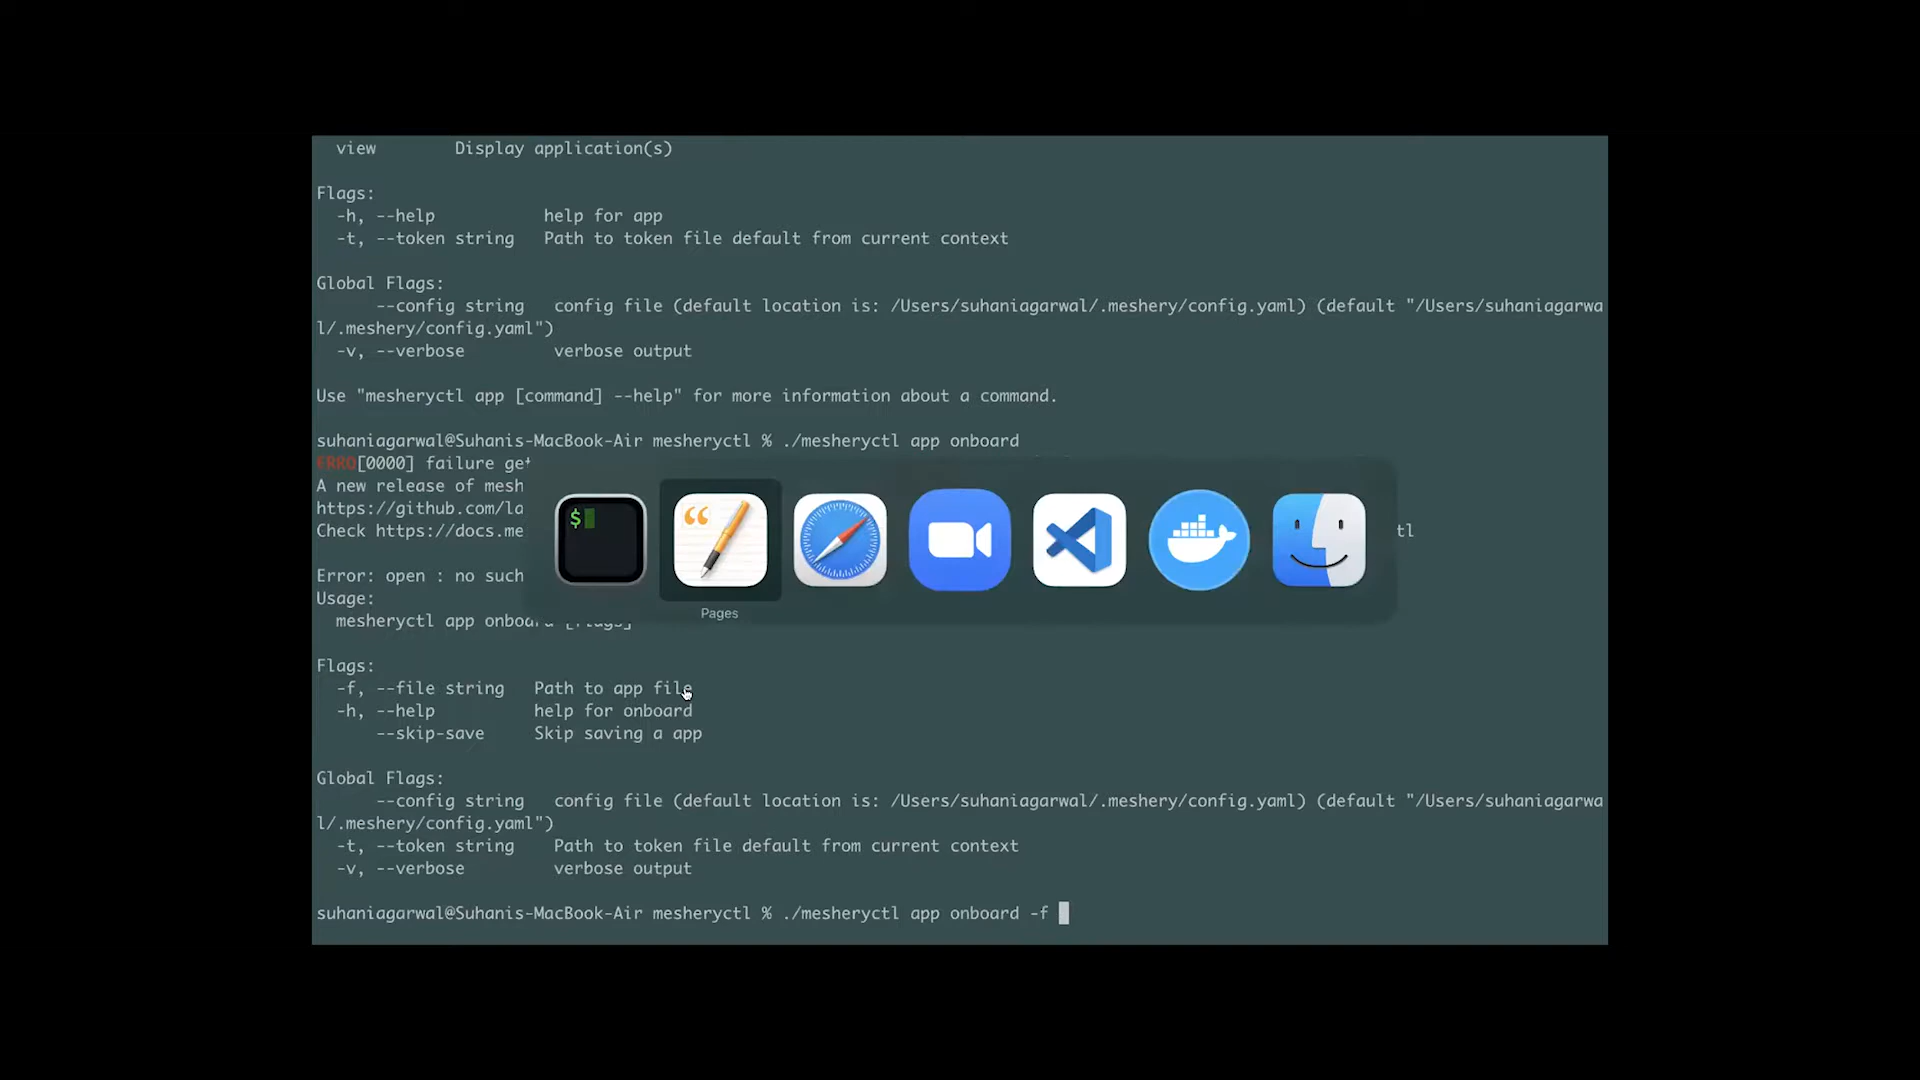 view        Display application(s)
Flags:
-h, --help           help for app
-t, --token string   Path to token file default from current context
Global Flags:
--config string   config file (default location is: /Users/suhaniagarwal/.meshery/config.yaml) (default "/Users/suhaniagarwa
l/.meshery/config.yaml")
-v, --verbose         verbose output
Use "mesheryctl app [command] --help" for more information about a command.
suhaniagarwal@Suhanis-MacBook-Air mesheryctl % ./mesheryctl app onboard
ERRO[0000] failure get
A new release of mesh
https://github.com/la
Check https://docs.me tl
$
Error: open : no such
Usage:
mesheryctl app onboard [flags]
Pages
Flags:
-f, --file string   Path to app file
-h, --help          help for onboard
--skip-save     Skip saving a app
Global Flags:
--config string   config file (default location is: /Users/suhaniagarwal/.meshery/config.yaml) (default "/Users/suhaniagarwa
l/.meshery/config.yaml")
-t, --token string    Path to token file default from current context
-v, --verbose         verbose output
suhaniagarwal@Suhanis-MacBook-Air mesheryctl % ./mesheryctl app onboard -f